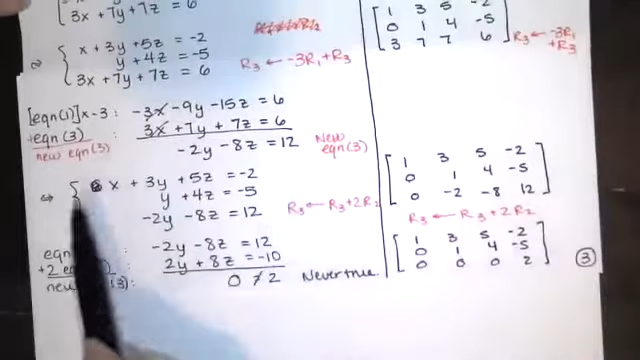 3x + 7y + 7z = 6
1 3 5 -2
0 1 4 -5
3 7 7 6
R3 ← -3R1 + R3
⇔ { x + 3y + 5z = -2
y + 4z = -5
3x + 7y + 7z = 6
R3 ← -3R1 + R3
[eqn(1)] x -3 : -3x - 9y - 15z = 6
+ eqn(3) : 3x + 7y + 7z = 6
new eqn(3) -2y - 8z = 12
New eqn(3)
⇔ { x + 3y + 5z = -2
y + 4z = -5
-2y - 8z = 12
R3 ← R3 + 2R2
1 3 5 -2
0 1 4 -5
0 -2 -8 12
R3 ← R3 + 2R2
: -2y - 8z = 12
+2 : 2y + 8z = -10
(3): 0 ≠ 2 Never true.
1 3 5 -2
0 1 4 -5
0 0 0 2
3